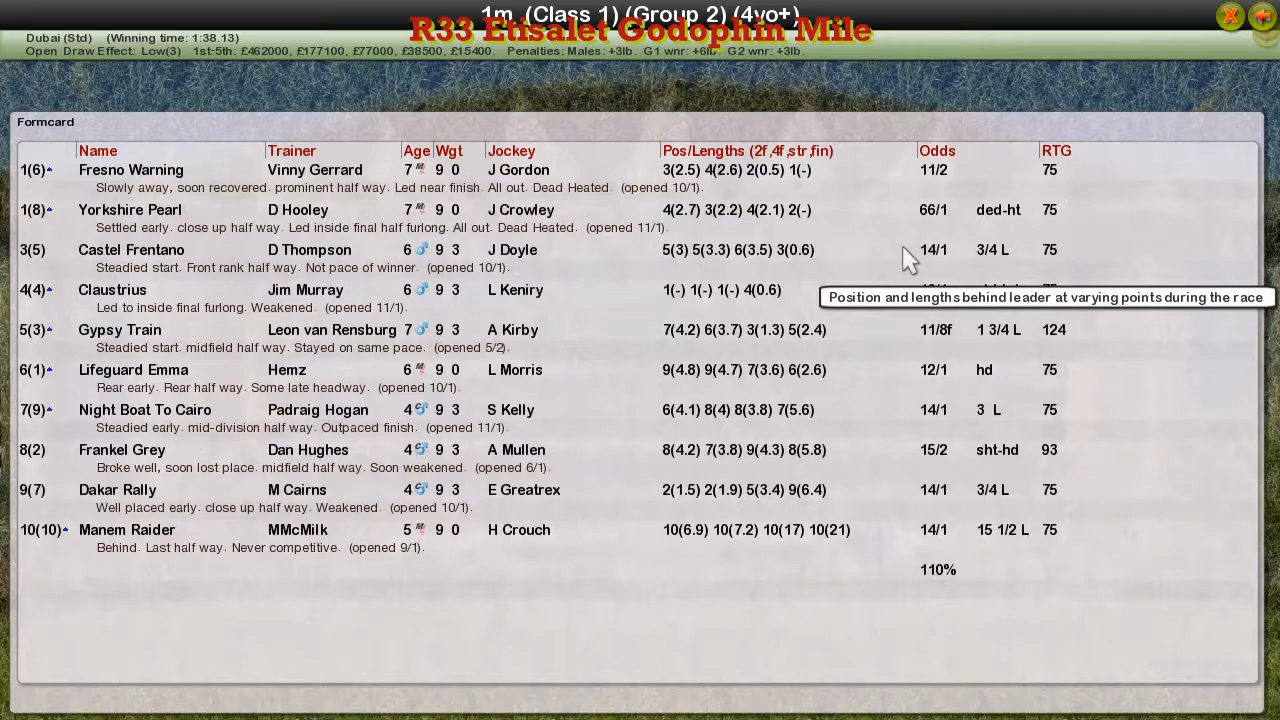 1m, (Class 1) (Group 2) (4yo+)
R33 Etisalet Godophin Mile
Dubai (Std) (Winning time: 1:38.13)
Open Draw Effect: Low(3) 1st-5th: £462000, £177100, £77000, £38500, £15400. Penalties: Males: +3lb. G1 wnr: +6lb. G2 wnr: +3lb.
Formcard
Name Trainer Age Wgt Jockey Pos/Lengths (2f,4f,str,fin) Odds RTG
1(6) Fresno Warning Vinny Gerrard 7 9 0 J Gordon 3(2.5) 4(2.6) 2(0.5) 1(-) 11/2 75
Slowly away, soon recovered. prominent half way. Led near finish. All out. Dead Heated. (opened 10/1).
1(8) Yorkshire Pearl D Hooley 7 9 0 J Crowley 4(2.7) 3(2.2) 4(2.1) 2(-) 66/1 ded-ht 75
Settled early. close up half way. Led inside final half furlong. All out. Dead Heated. (opened 11/1).
3(5) Castel Frentano D Thompson 6 9 3 J Doyle 5(3) 5(3.3) 6(3.5) 3(0.6) 14/1 3/4 L 75
Steadied start. Front rank half way. Not pace of winner. (opened 10/1).
4(4) Claustrius Jim Murray 6 9 3 L Keniry 1(-) 1(-) 1(-) 4(0.6)
Position and lengths behind leader at varying points during the race
Led to inside final furlong. Weakened. (opened 11/1).
5(3) Gypsy Train Leon van Rensburg 7 9 3 A Kirby 7(4.2) 6(3.7) 3(1.3) 5(2.4) 11/8f 1 3/4 L 124
Steadied start. midfield half way. Stayed on same pace. (opened 5/2).
6(1) Lifeguard Emma Hemz 6 9 0 L Morris 9(4.8) 9(4.7) 7(3.6) 6(2.6) 12/1 hd 75
Rear early. Rear half way. Some late headway. (opened 10/1).
7(9) Night Boat To Cairo Padraig Hogan 4 9 3 S Kelly 6(4.1) 8(4) 8(3.8) 7(5.6) 14/1 3 L 75
Steadied early. mid-division half way. Outpaced finish. (opened 11/1).
8(2) Frankel Grey Dan Hughes 4 9 3 A Mullen 8(4.2) 7(3.8) 9(4.3) 8(5.8) 15/2 sht-hd 93
Broke well, soon lost place. midfield half way. Soon weakened. (opened 6/1).
9(7) Dakar Rally M Cairns 4 9 3 E Greatrex 2(1.5) 2(1.9) 5(3.4) 9(6.4) 14/1 3/4 L 75
Well placed early. close up half way. Weakened. (opened 10/1).
10(10) Manem Raider MMcMilk 5 9 0 H Crouch 10(6.9) 10(7.2) 10(17) 10(21) 14/1 15 1/2 L 75
Behind. Last half way. Never competitive. (opened 9/1).
110%